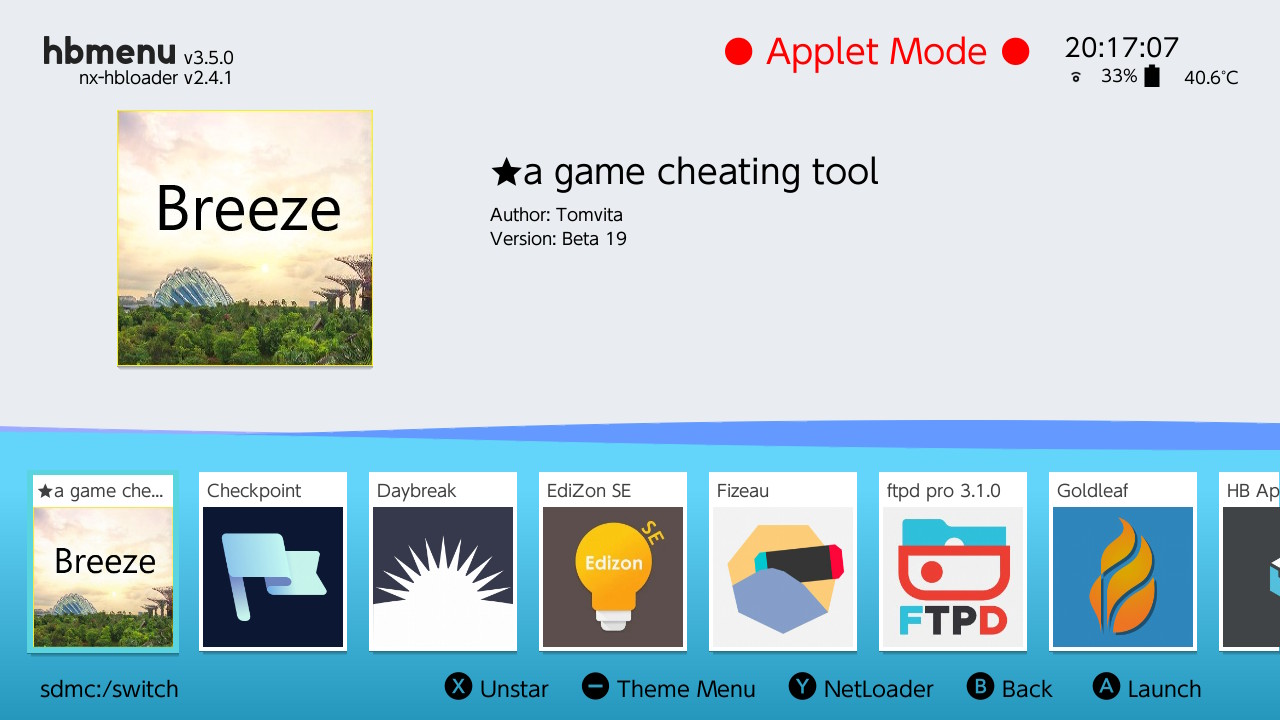 hbmenu v3.5.0
nx-hbloader v2.4.1
Applet Mode
20:17:07
33% 40.6°C
Breeze
★a game cheating tool
Author: Tomvita
Version: Beta 19
★a game che...
Checkpoint
Daybreak
EdiZon SE
Fizeau
ftpd pro 3.1.0
Goldleaf
HB Ap
Breeze
Edizon
SE
FTPD
sdmc:/switch
X Unstar
Theme Menu
Y NetLoader
B Back
A Launch